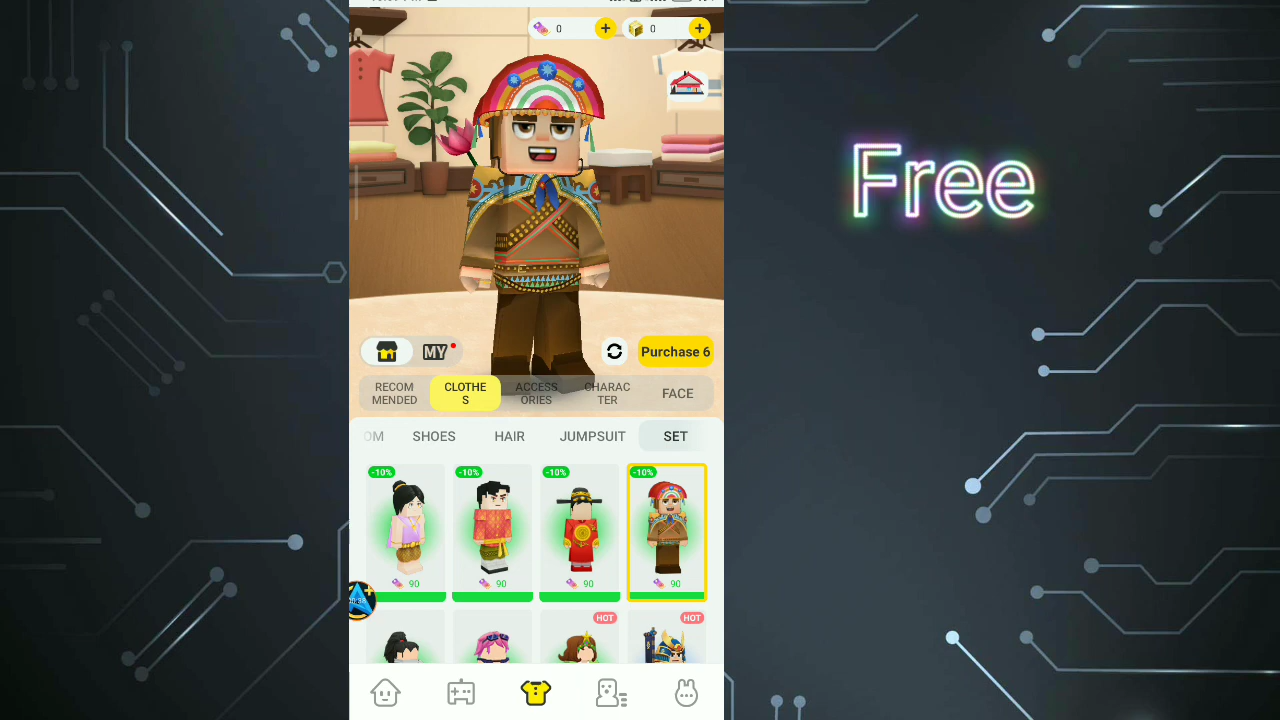 0
+
0
+
Free
MY
Purchase 6
RECOM
MENDED
CLOTHE
S
ACCESS
ORIES
CHARAC
TER
FACE
OM
SHOES
HAIR
JUMPSUIT
SET
-10%
-10%
-10%
-10%
90
90
90
90
HOT
HOT